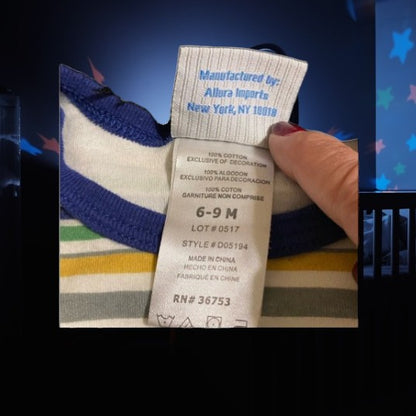 Manufactured by:
Allura Imports
New York, NY 10018
100% COTTON
EXCLUSIVE OF DECORATION
100% ALGODON
EXCLUSIVO PARA DECORACION
100% COTON
GARNITURE NON COMPRISE
6-9 M
LOT # 0517
STYLE # D05194
MADE IN CHINA
HECHO EN CHINA
FABRIQUÉ EN CHINE
RN# 36753